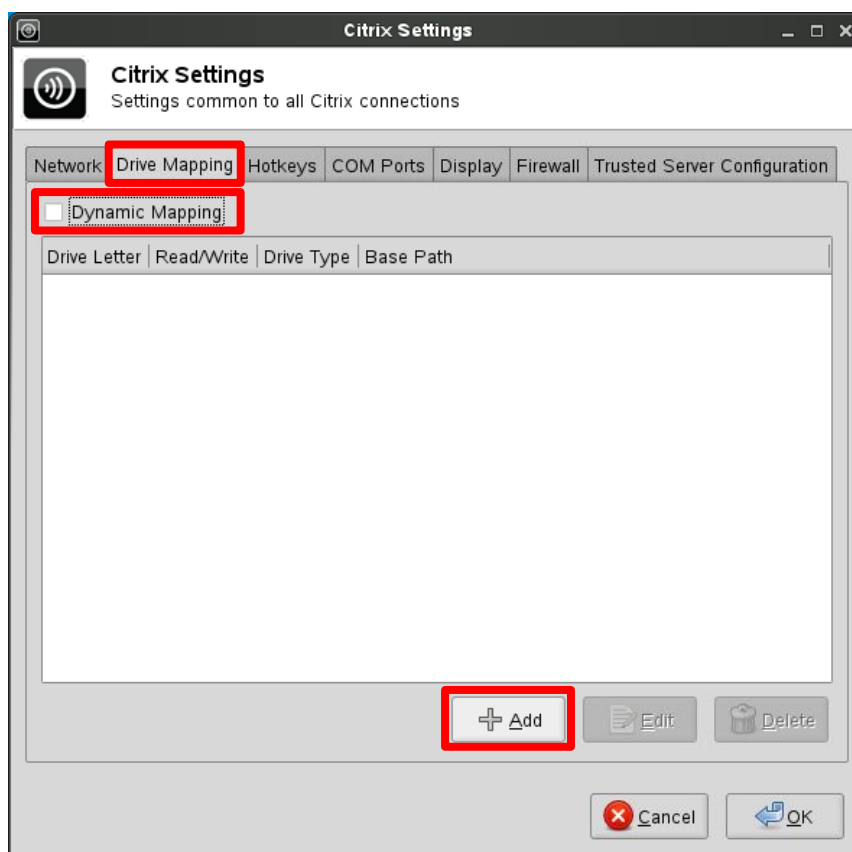 Citrix Settings
Citrix Settings
Settings common to all Citrix connections
Network Drive Mapping Hotkeys COM Ports Display Firewall Trusted Server Configuration
Dynamic Mapping
Drive Letter Read/Write Drive Type Base Path
Add Edit Delete
Cancel OK